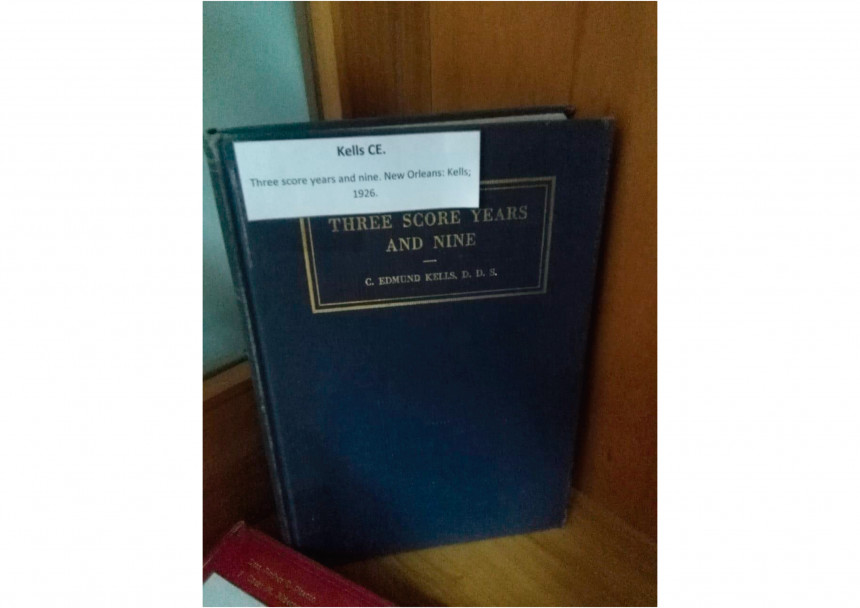 Kells CE.
Three score years and nine. New Orleans: Kells;
1926.
THREE SCORE YEARS
AND NINE
C. EDMUND KELLS, D. D. S.